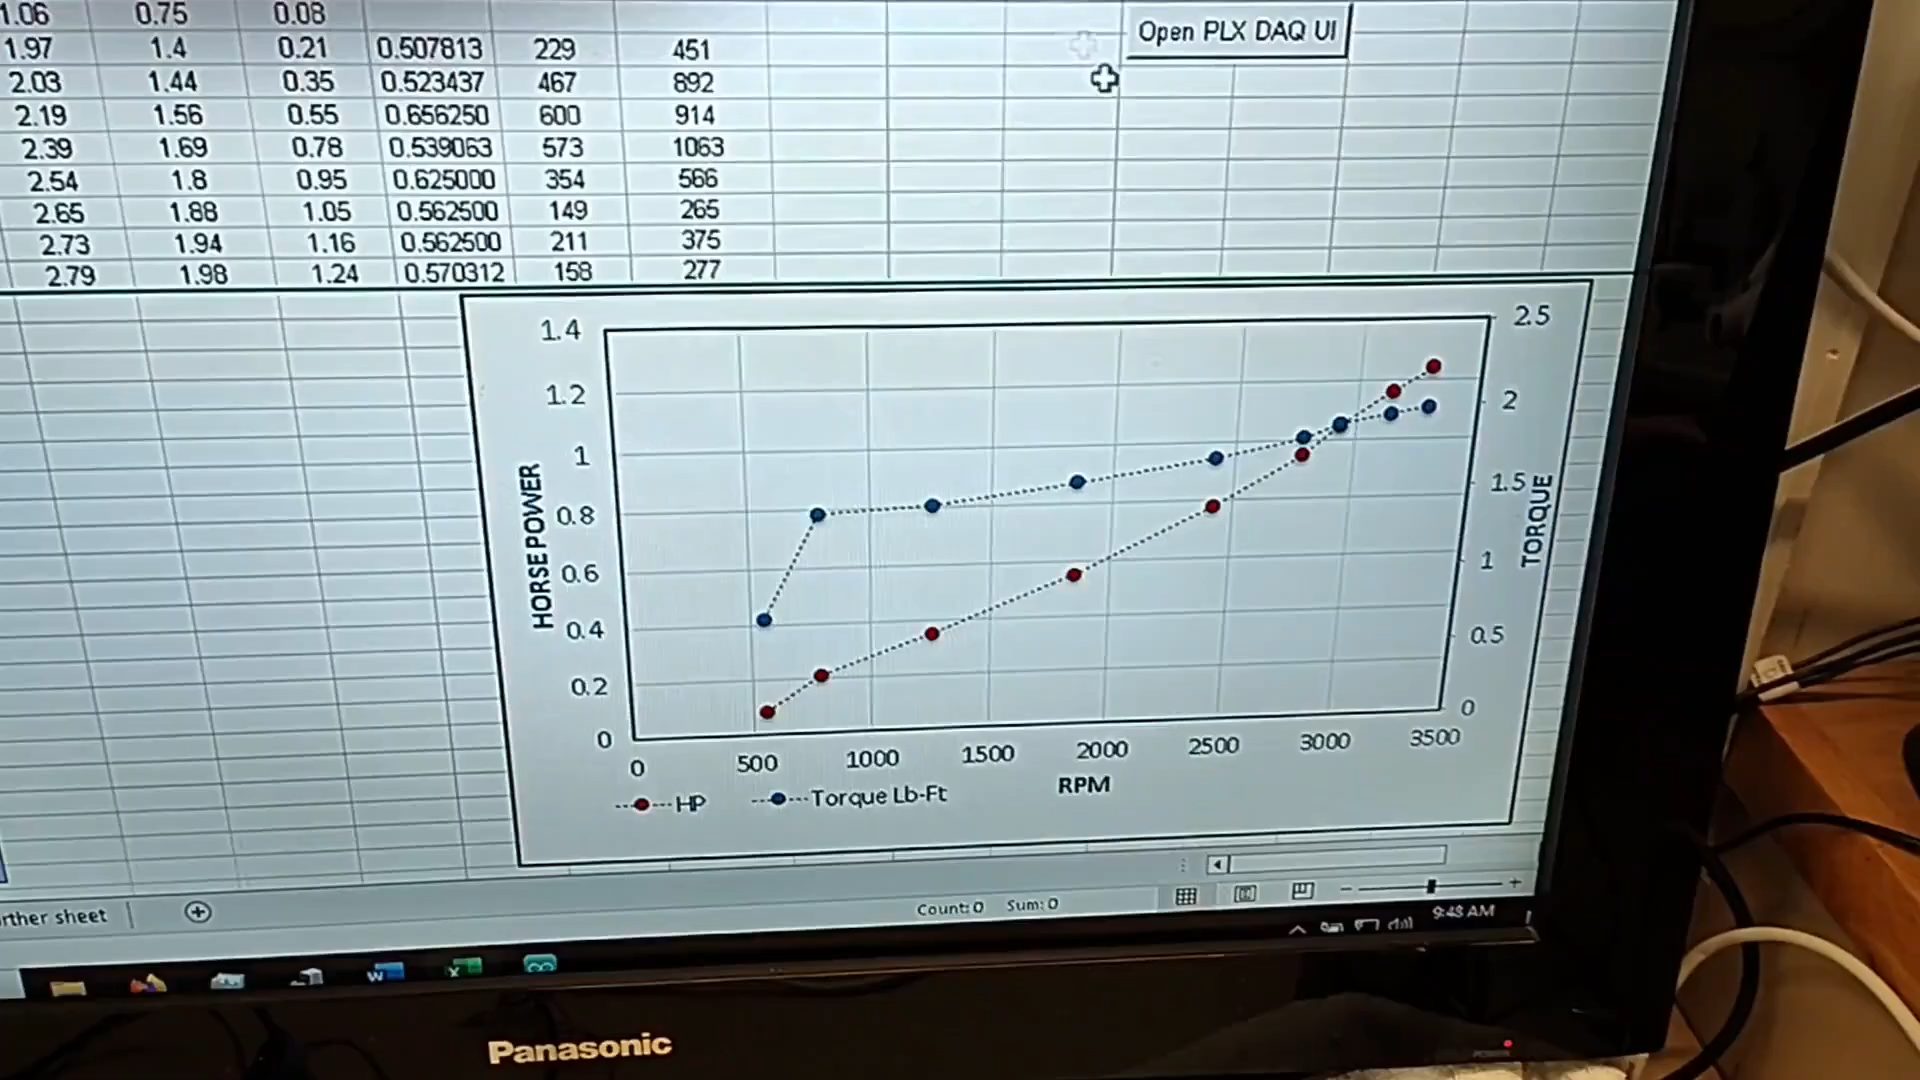 1.06 0.75 0.08
Open PLX DAQ UI
1.97 1.4 0.21 0.507813 229 451
2.03 1.44 0.35 0.523437 467 892
2.19 1.56 0.55 0.656250 600 914
2.39 1.69 0.78 0.539063 573 1063
2.54 1.8 0.95 0.625000 354 566
2.65 1.88 1.05 0.562500 149 265
2.73 1.94 1.16 0.562500 211 375
2.79 1.98 1.24 0.570312 158 277
HORSE POWER
1.4
1.2
1
0.8
0.6
0.4
0.2
0
2.5
2
1.5
1
0.5
0
TORQUE
0 500 1000 1500 2000 2500 3000 3500
RPM
HP Torque Lb-Ft
rther sheet
Count: 0 Sum: 0
9:48 AM
Panasonic